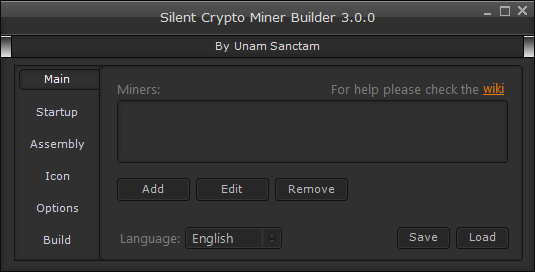 Silent Crypto Miner Builder 3.0.0
By Unam Sanctam
Main
Startup
Assembly
Icon
Options
Build
Miners: For help please check the wiki
Add Edit Remove
Language: English Save Load